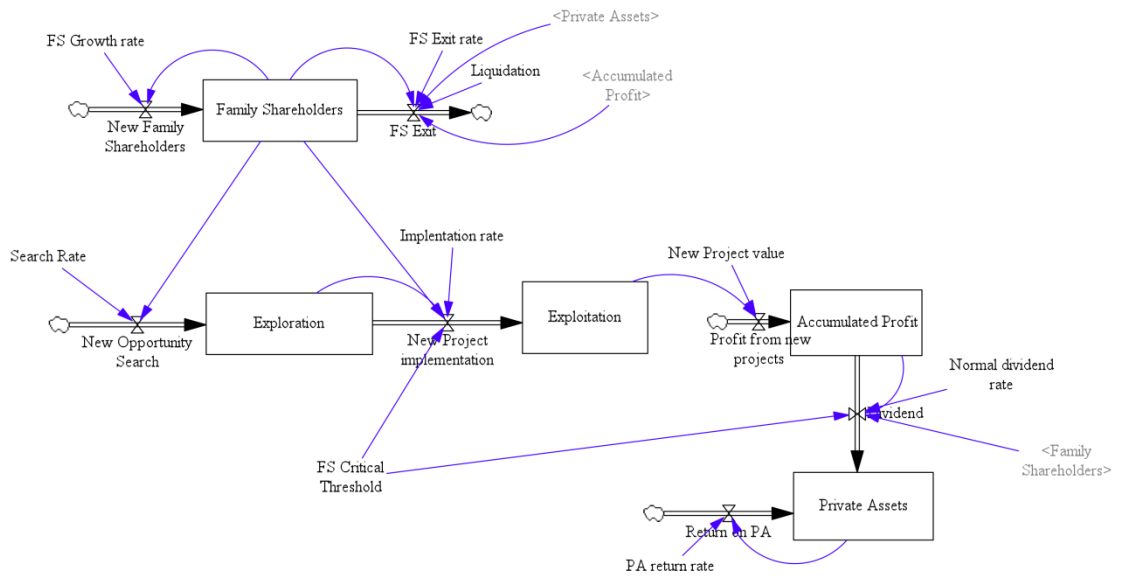 <Private Assets>
FS Growth rate
FS Exit rate
Liquidation
<Accumulated
Profit>
Family Shareholders
New Family
Shareholders
FS Exit
Implentation rate
Search Rate
New Project value
Exploration
Exploitation
Accumulated Profit
New Opportunity
Search
New Project
implementation
Profit from new
projects
Normal dividend
rate
Dividend
FS Critical
Threshold
<Family
Shareholders>
Private Assets
Return on PA
PA return rate